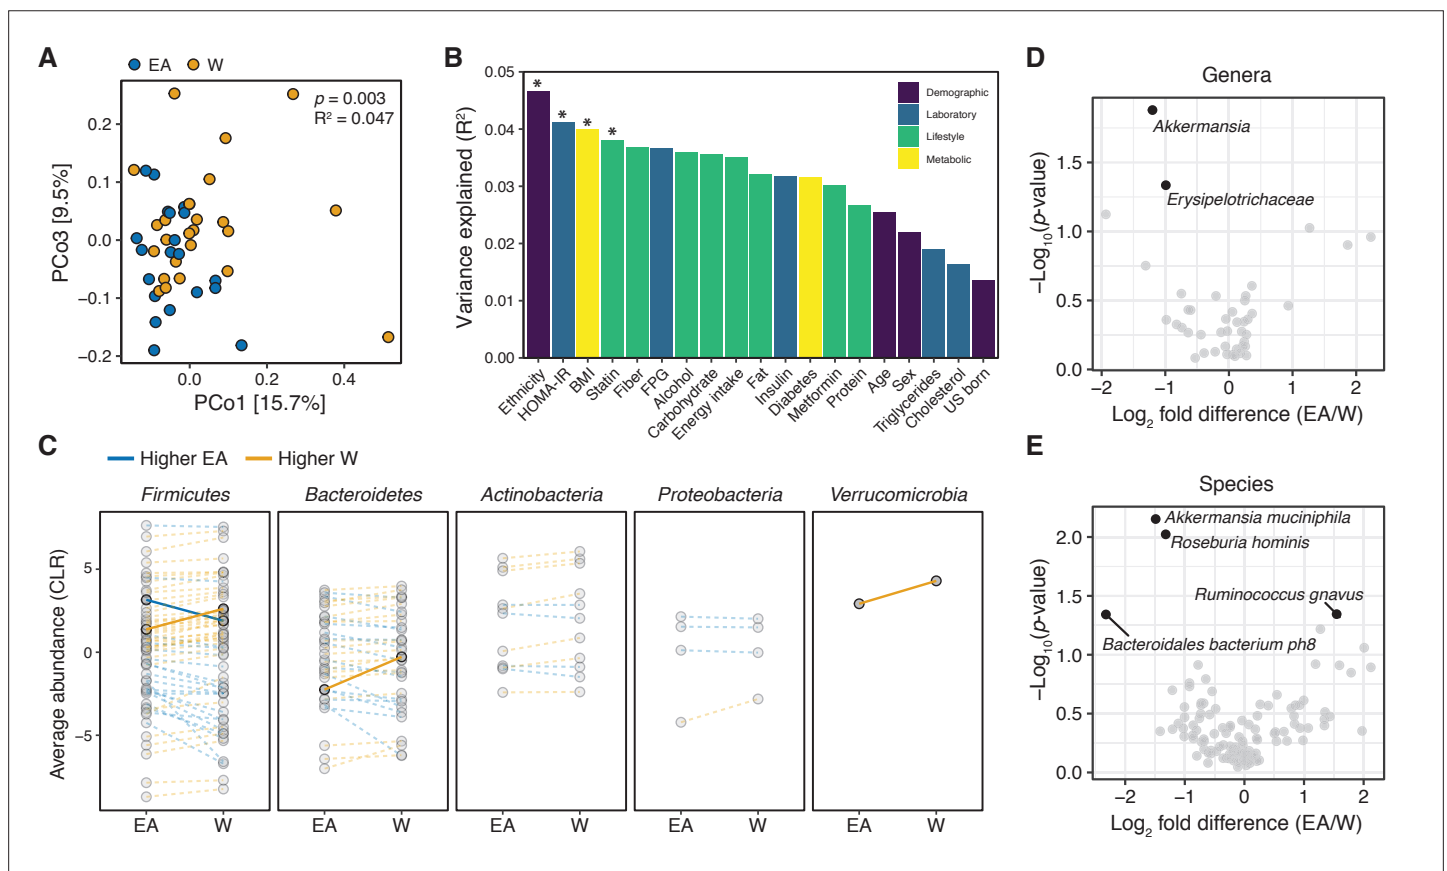 A
EA W
p = 0.003
R² = 0.047
PCo3 [9.5%]
0.2
0.1
0.0
−0.1
−0.2
0.0 0.2 0.4
PCo1 [15.7%]
B
Variance explained (R²)
0.05
0.04
0.03
0.02
0.01
0.00
* * * *
Demographic
Laboratory
Lifestyle
Metabolic
Ethnicity
HOMA-IR
BMI
Statin
Fiber
FPG
Alcohol
Carbohydrate
Energy intake
Fat
Insulin
Diabetes
Metformin
Protein
Age
Sex
Triglycerides
Cholesterol
US born
C
Higher EA Higher W
Firmicutes Bacteroidetes Actinobacteria Proteobacteria Verrucomicrobia
Average abundance (CLR)
5
0
−5
EA W EA W EA W EA W EA W
D
Genera
−Log₁₀(p-value)
1.5
1.0
0.5
0.0
Akkermansia
Erysipelotrichaceae
−2 −1 0 1 2
Log₂ fold difference (EA/W)
E
Species
−Log₁₀(p-value)
2.0
1.5
1.0
0.5
0.0
Akkermansia muciniphila
Roseburia hominis
Ruminococcus gnavus
Bacteroidales bacterium ph8
−2 −1 0 1 2
Log₂ fold difference (EA/W)